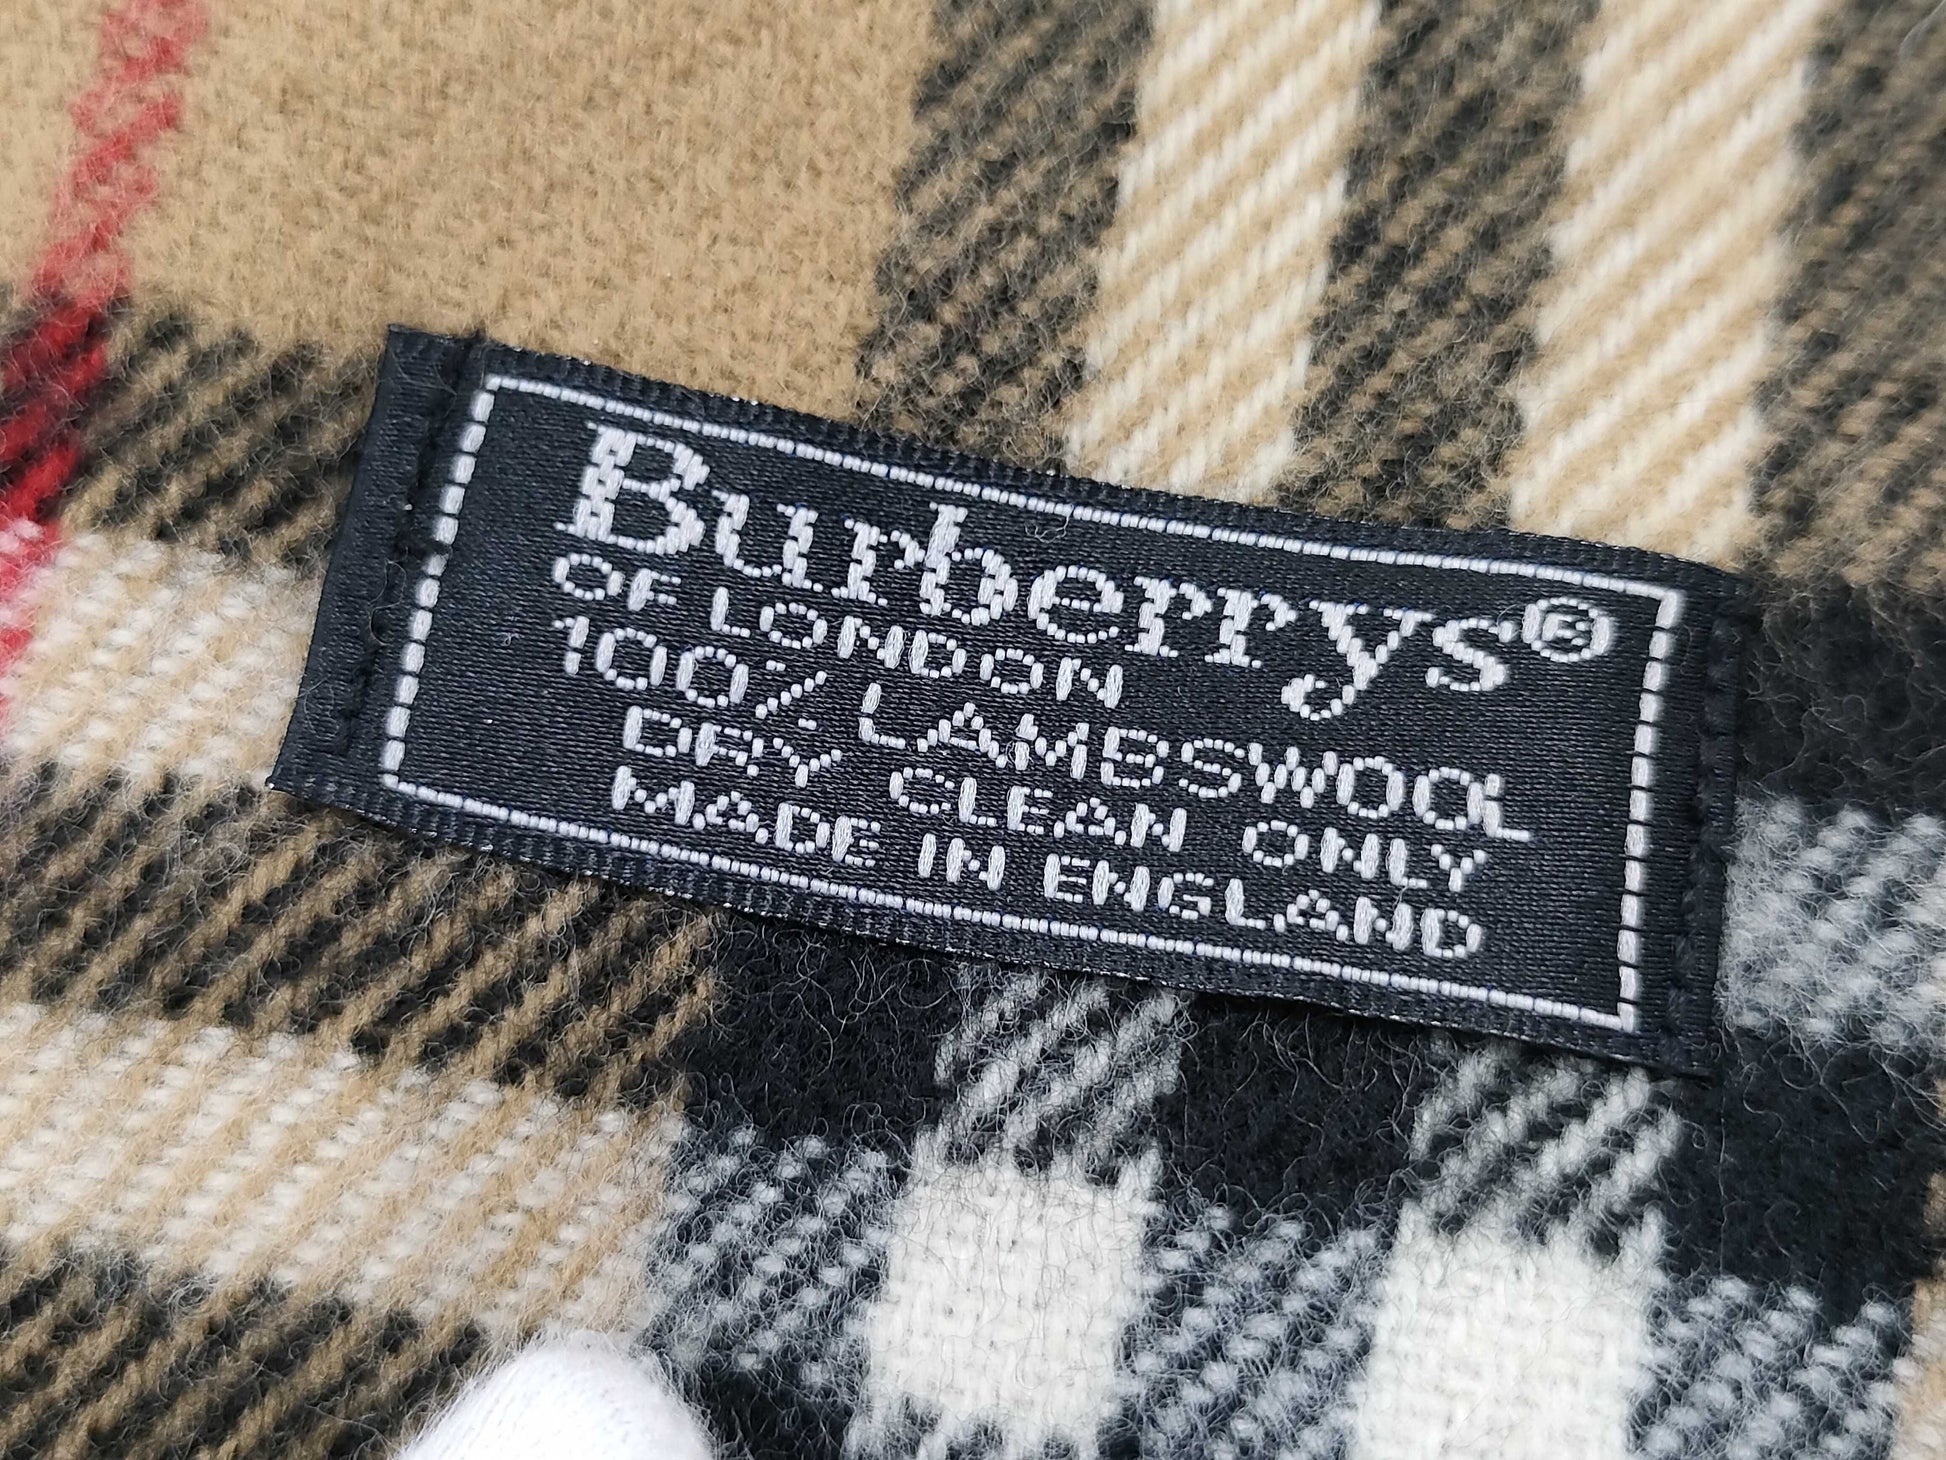 Burberrys®
OF LONDON
100% LAMBSWOOL
DRY CLEAN ONLY
MADE IN ENGLAND